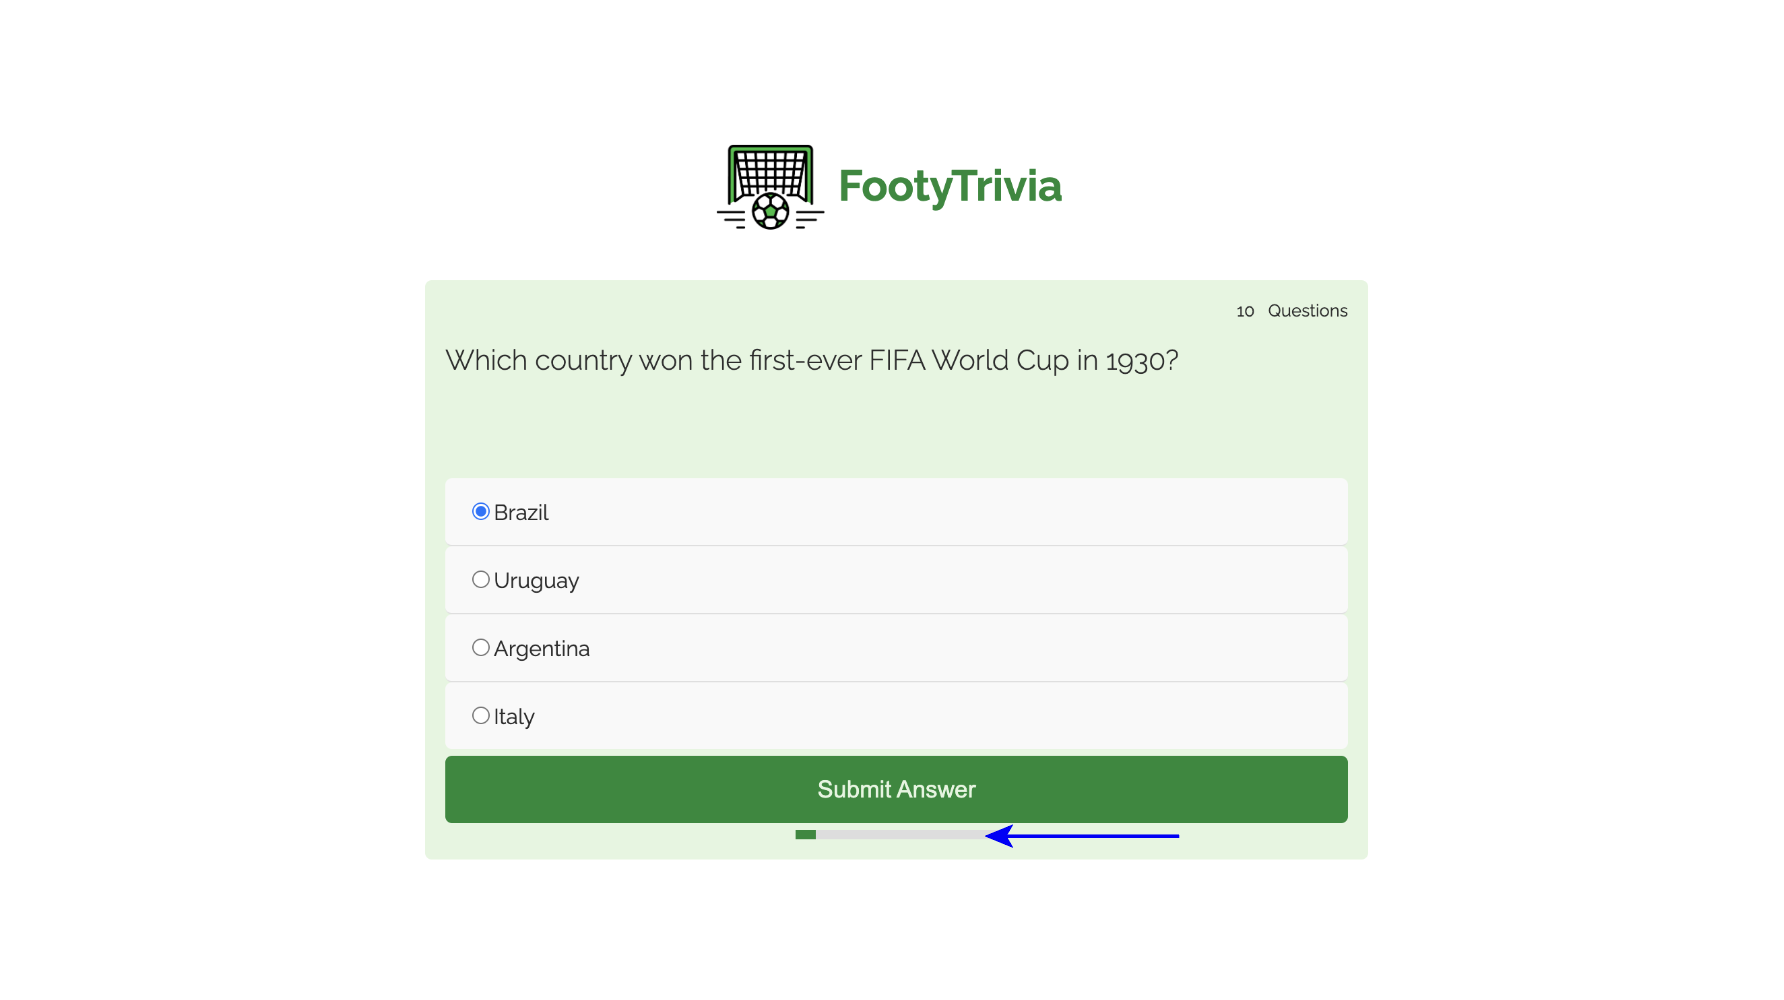 FootyTrivia
10 Questions
Which country won the first-ever FIFA World Cup in 1930?
Brazil
Uruguay
Argentina
Italy
Submit Answer